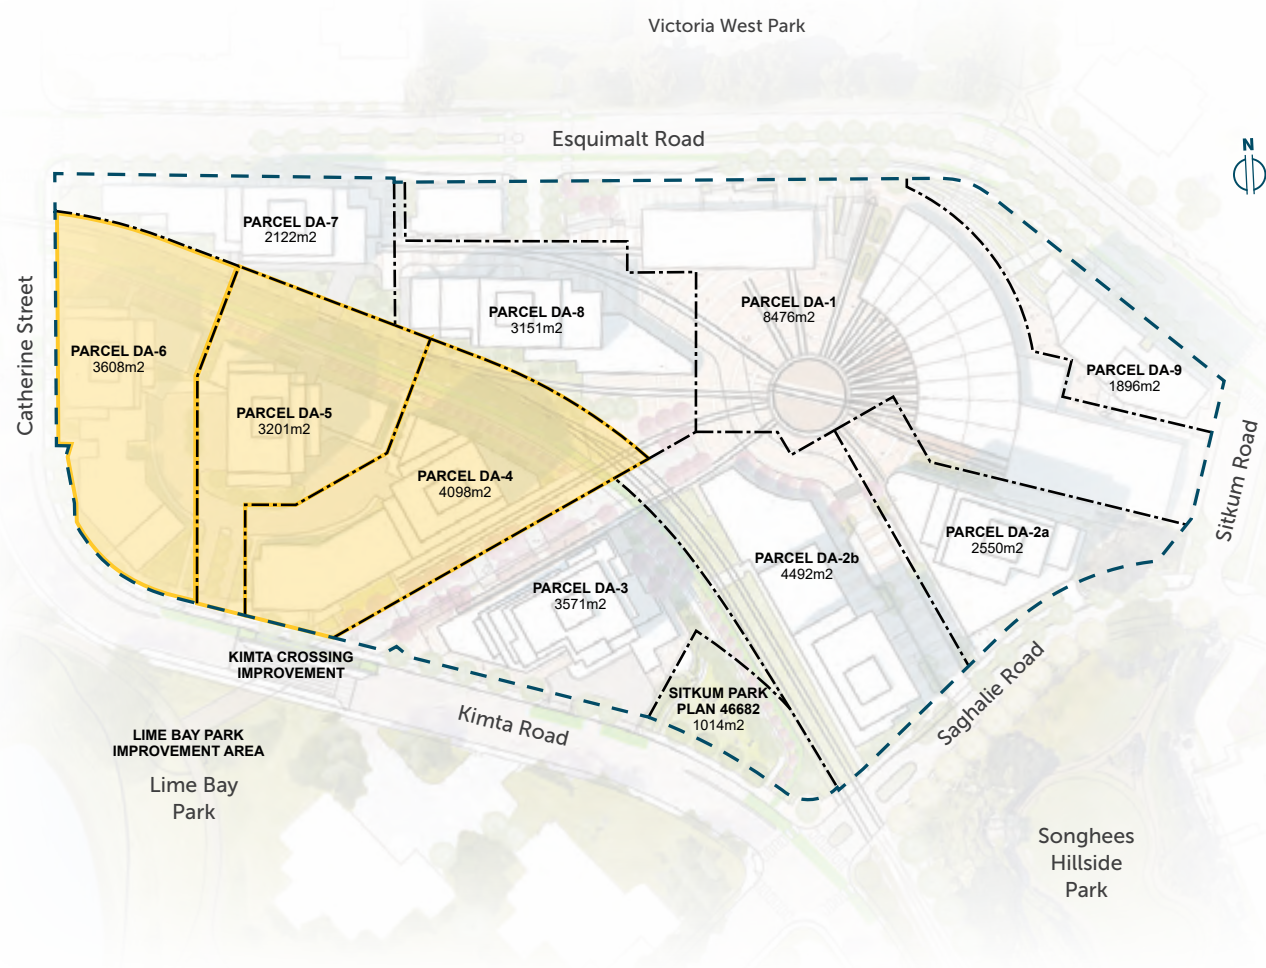 Victoria West Park
Esquimalt Road
N
PARCEL DA-7
2122m2
PARCEL DA-8
3151m2
PARCEL DA-1
8476m2
PARCEL DA-9
1896m2
Catherine Street
PARCEL DA-6
3608m2
PARCEL DA-5
3201m2
PARCEL DA-4
4098m2
Sitkum Road
PARCEL DA-2a
2550m2
PARCEL DA-2b
4492m2
PARCEL DA-3
3571m2
KIMTA CROSSING
IMPROVEMENT
SITKUM PARK
PLAN 46682
1014m2
Saghalie Road
Kimta Road
LIME BAY PARK
IMPROVEMENT AREA
Lime Bay
Park
Songhees
Hillside
Park